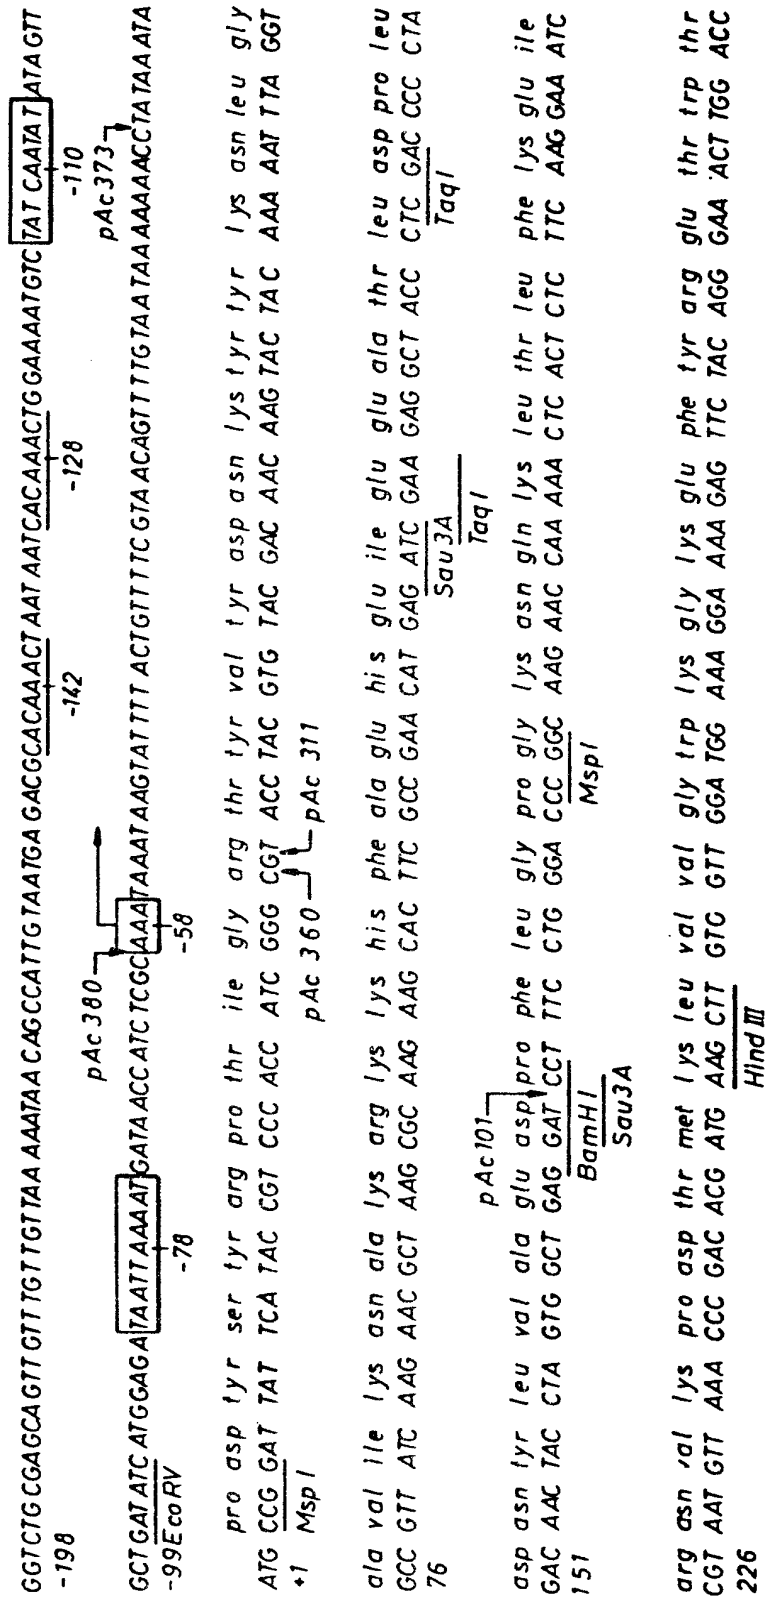 GGTCTGCGAGCAGTTGTTTGTTGTTAAAAATAACAGCCATTGTAATGAGACGCACAAACTAATAATCACAAACTGGAAAATGTCTATCAATATATAGTT
-198 -142 -128 -110
pAc380 pAc373
GCTGATATCATGGAGATAATTAAAATGATAACCATCTCGCAAATAAATAAGTATTTTACTGTTTTCGTAACAGTTTTGTAATAAAAAAACCTATAAATA
-99 EcoRV -78 -58
pro asp tyr ser tyr arg pro thr ile gly arg thr tyr val tyr asp asn lys tyr tyr lys asn leu gly
ATG CCG GAT TAT TCA TAC CGT CCC ACC ATC GGG CGT ACC TAC GTG TAC GAC AAC AAG TAC TAC AAA AAT TTA GGT
+1 MspI pAc 360 pAc 311
ala val ile lys asn ala lys arg lys lys his phe ala glu his glu ile glu glu ala thr leu asp pro leu
GCC GTT ATC AAG AAC GCT AAG CGC AAG AAG CAC TTC GCC GAA CAT GAG ATC GAA GAG GCT ACC CTC GAC CCC CTA
76 Sau3A TaqI
TaqI
pAc101
asp asn tyr leu val ala glu asp pro phe leu gly pro gly lys asn gln lys leu thr leu phe lys glu ile
GAC AAC TAC CTA GTG GCT GAG GAT CCT TTC CTG GGA CCC GGC AAG AAC CAA AAA CTC ACT CTC TTC AAG GAA ATC
151 BamHI MspI
Sau3A
arg asn val lys pro asp thr met lys leu val val gly trp lys gly lys glu phe tyr arg glu thr trp thr
CGT AAT GTT AAA CCC GAC ACG ATG AAG CTT GTC GTT GGA TGG AAA GGA AAA GAG TTC TAC AGG GAA ACT TGG ACC
226 Hind III